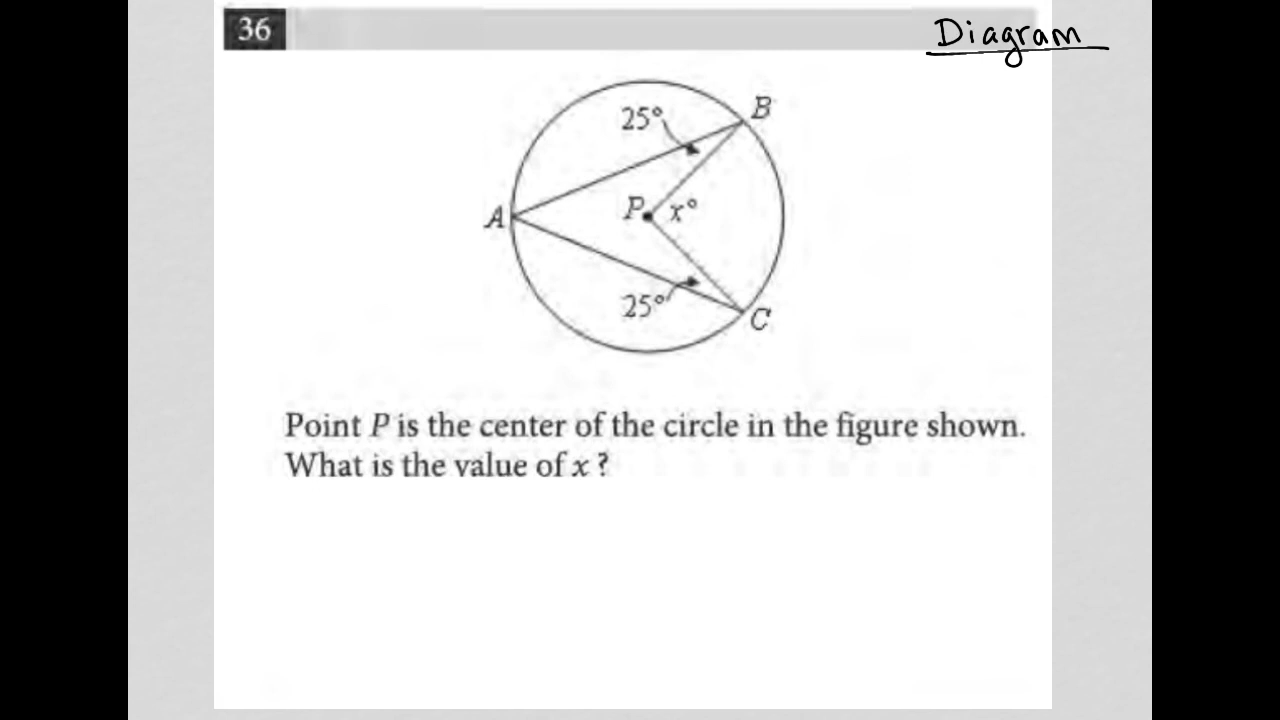 36
Diagram
25°
B
A
P
x°
25°
C
Point P is the center of the circle in the figure shown.
What is the value of x ?